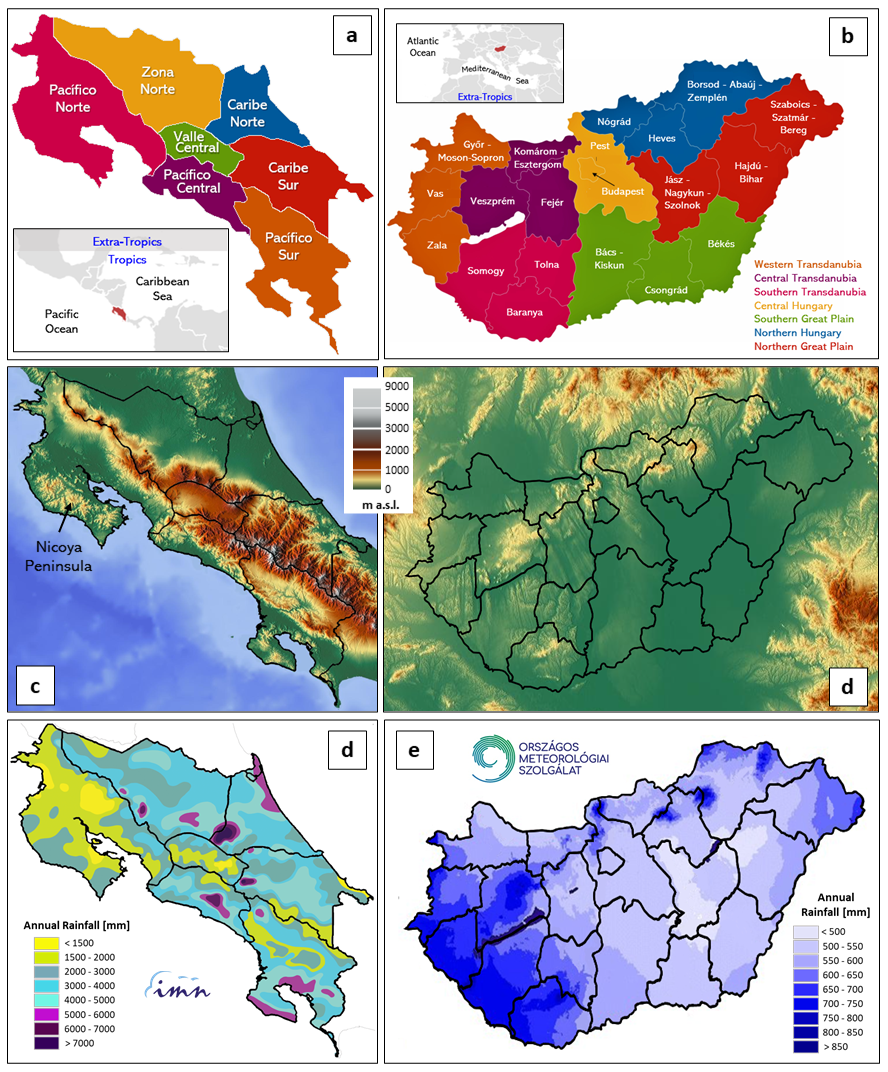 a
Pacífico
Norte
Zona
Norte
Caribe
Norte
Valle
Central
Pacífico
Central
Caribe
Sur
Pacífico
Sur
Extra-Tropics
Tropics
Caribbean
Sea
Pacific
Ocean
b
Atlantic
Ocean
Mediterranean Sea
Extra-Tropics
Borsod - Abaúj -
Zemplén
Szaboics -
Szatmár -
Bereg
Nógrád
Heves
Győr -
Moson-Sopron
Komárom -
Esztergom
Pest
Budapest
Jász -
Nagykun -
Szolnok
Hajdú -
Bihar
Vas
Veszprém
Fejér
Zala
Somogy
Tolna
Baranya
Bács -
Kiskun
Békés
Csongrád
Western Transdanubia
Central Transdanubia
Southern Transdanubia
Central Hungary
Southern Great Plain
Northern Hungary
Northern Great Plain
9000
5000
3000
2000
1000
0
m a.s.l.
Nicoya
Peninsula
c
d
d
Annual Rainfall [mm]
< 1500
1500 - 2000
2000 - 3000
3000 - 4000
4000 - 5000
5000 - 6000
6000 - 7000
> 7000
imn
e
ORSZÁGOS
METEOROLÓGIAI
SZOLGÁLAT
Annual
Rainfall [mm]
< 500
500 - 550
550 - 600
600 - 650
650 - 700
700 - 750
750 - 800
800 - 850
> 850